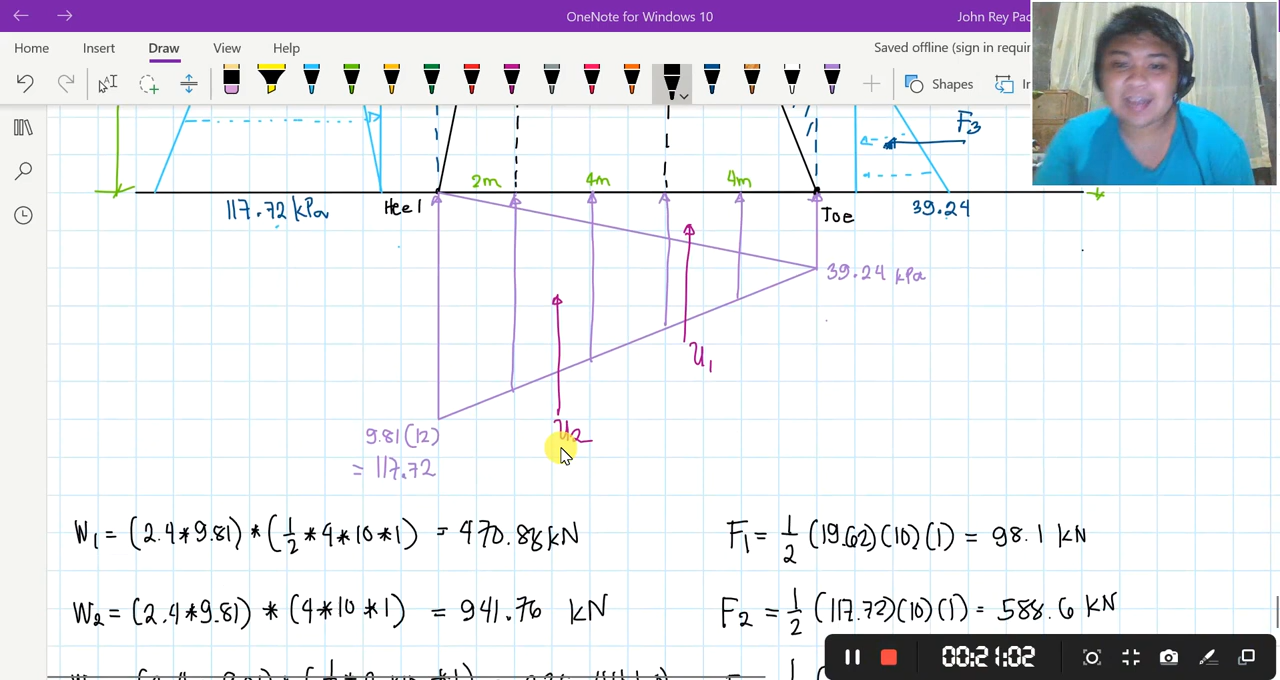 OneNote for Windows 10
John Rey Pac
Home Insert Draw View Help
Saved offline (sign in requir
Shapes
In
F3
2m 4m 4m
117.72 kPa
Heel
Toe
39.24
39.24 kPa
U1
U2
9.81(12)
= 117.72
W1 = (2.4*9.81)*(1/2*4*10*1) = 470.88kN
F1 = 1/2 (19.62)(10)(1) = 98.1 kN
W2 = (2.4*9.81)*(4*10*1) = 941.76 kN
F2 = 1/2 (117.72)(10)(1) = 588.6 kN
00:21:02